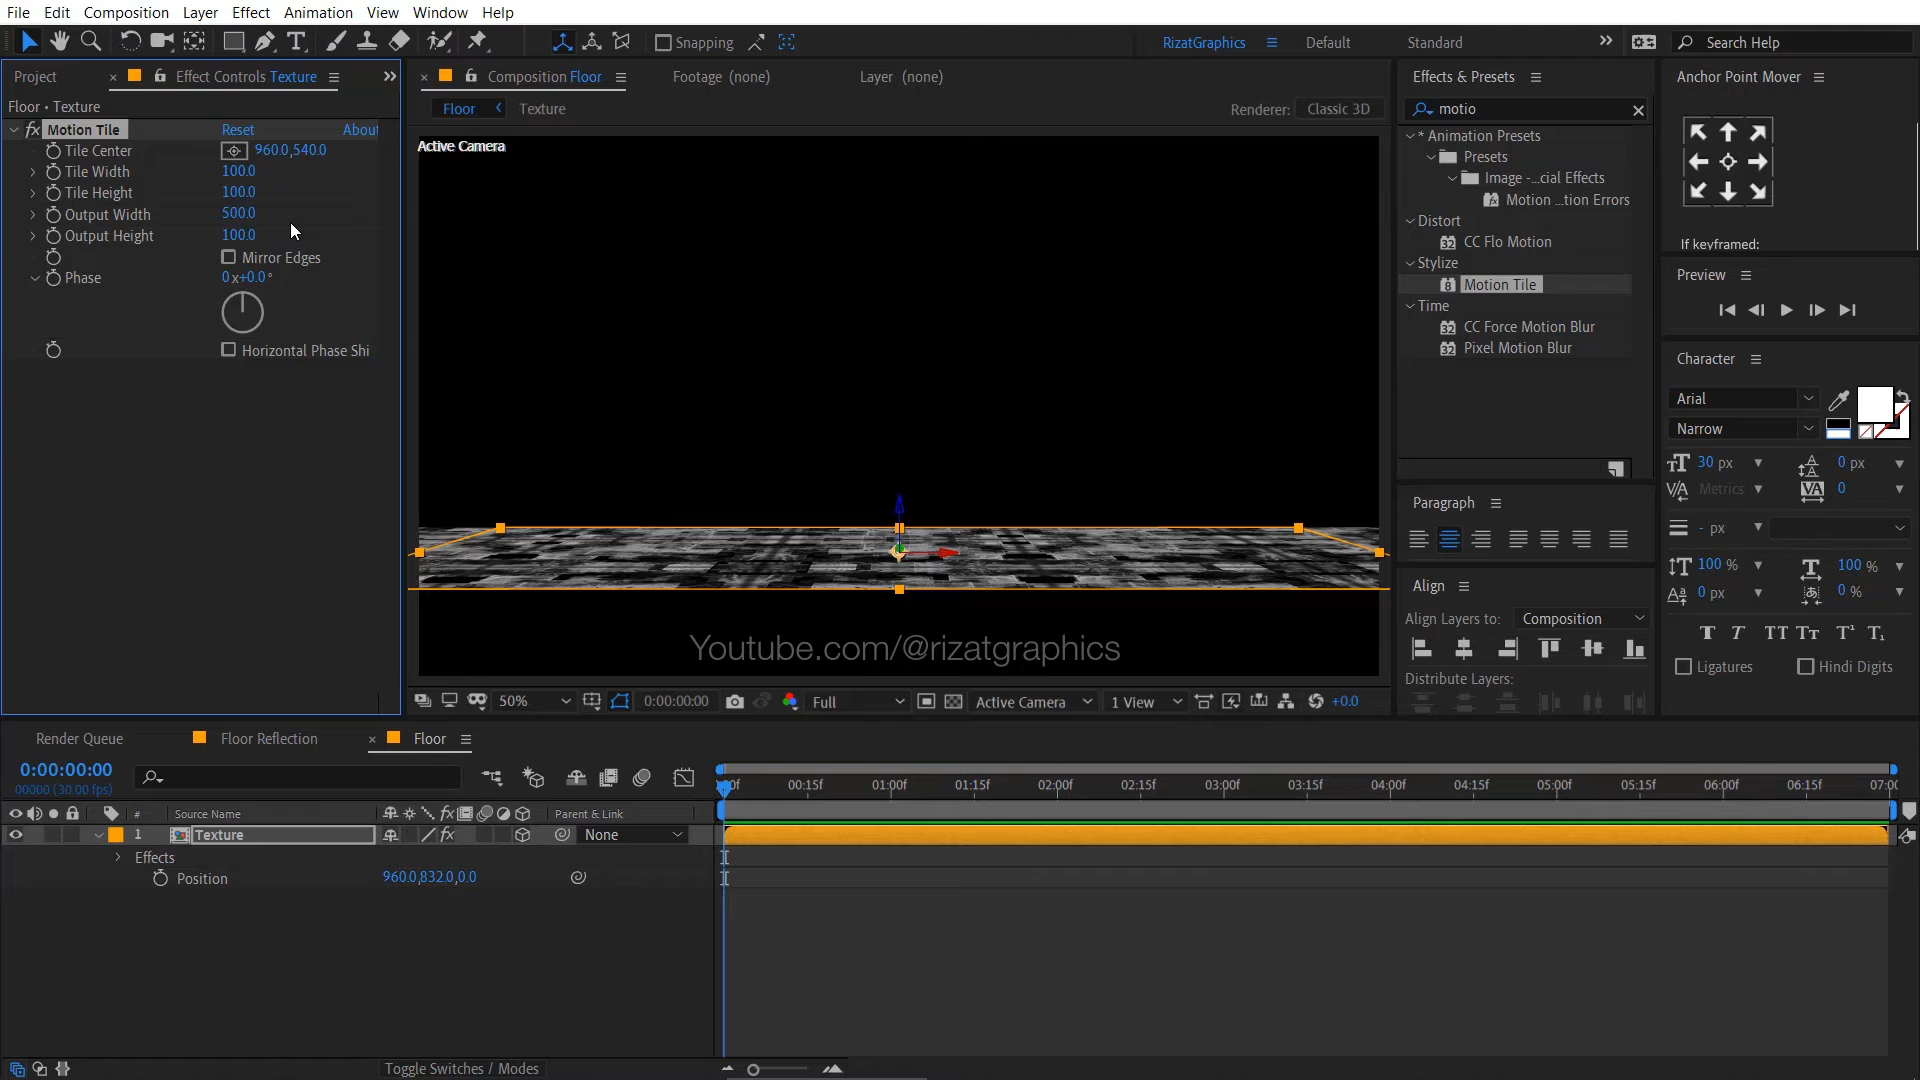 File Edit Composition Layer Effect Animation View Window Help
Snapping
RizatGraphics Default Standard Search Help
Project Effect Controls Texture
Composition Floor Footage (none) Layer (none)
Effects & Presets
Anchor Point Mover
Floor • Texture
Floor Texture Renderer: Classic 3D
motio
fx Motion Tile Reset About
Tile Center 960.0,540.0
Tile Width 100.0
Tile Height 100.0
Output Width 500.0
Output Height 100.0
Mirror Edges
Phase 0x+0.0°
Horizontal Phase Shi
Active Camera
Youtube.com/@rizatgraphics
50% 0:00:00:00 Full Active Camera 1 View +0.0
* Animation Presets
Presets
Image -...cial Effects
Motion ...tion Errors
Distort
CC Flo Motion
Stylize
Motion Tile
Time
CC Force Motion Blur
Pixel Motion Blur
Paragraph
Align
Align Layers to: Composition
Distribute Layers:
If keyframed:
Preview
Character
Arial
Narrow
30 px 0 px
Metrics 0
- px
100 % 100 %
0 px 0 %
T T TT Tт T¹ T₁
Ligatures Hindi Digits
Render Queue Floor Reflection Floor
0:00:00:00
00000 (30.00 fps)
00f 00:15f 01:00f 01:15f 02:00f 02:15f 03:00f 03:15f 04:00f 04:15f 05:00f 05:15f 06:00f 06:15f 07:00
# Source Name Parent & Link
1 Texture None
Effects
Position 960.0,832.0,0.0
Toggle Switches / Modes